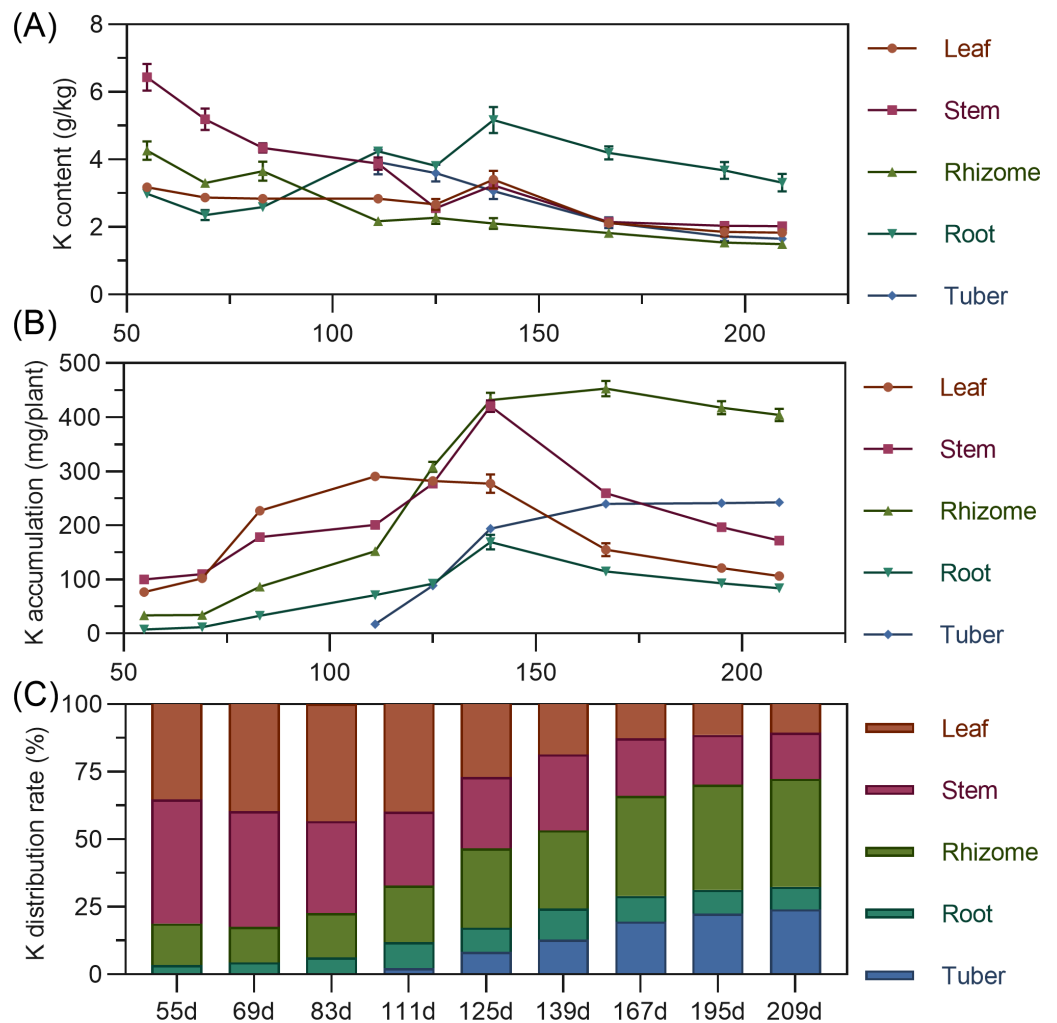 (A)
K content (g/kg)
8
6
4
2
0
50
100
150
200
Leaf
Stem
Rhizome
Root
Tuber
(B)
K accumulation (mg/plant)
500
400
300
200
100
0
50
100
150
200
Leaf
Stem
Rhizome
Root
Tuber
(C)
K distribution rate (%)
100
75
50
25
0
55d
69d
83d
111d
125d
139d
167d
195d
209d
Leaf
Stem
Rhizome
Root
Tuber